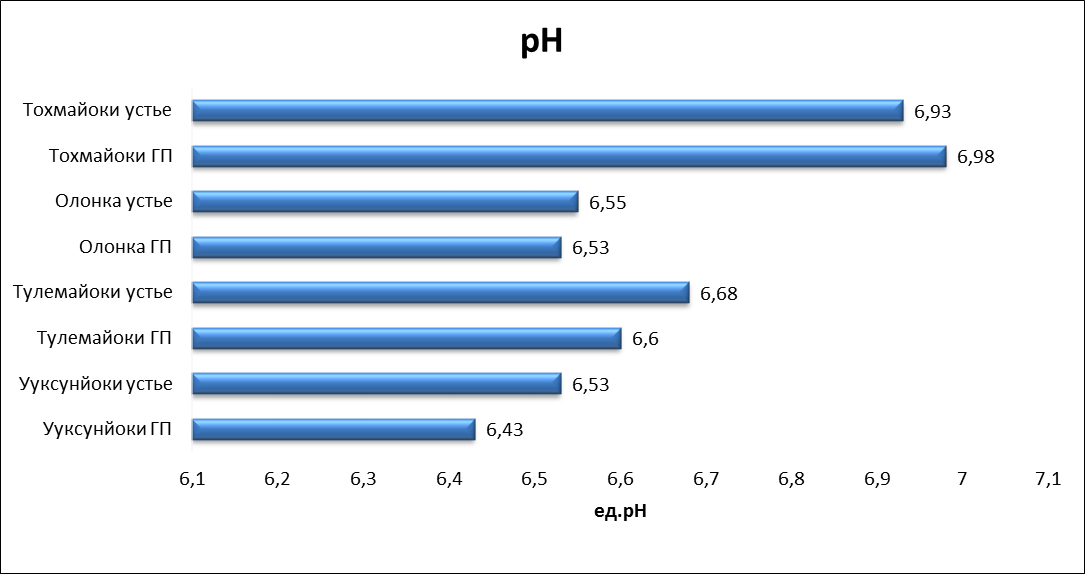 pH
Тохмайоки устье
6,93
Тохмайоки ГП
6,98
Олонка устье
6,55
Олонка ГП
6,53
Тулемайоки устье
6,68
Тулемайоки ГП
6,6
Ууксунйоки устье
6,53
Ууксунйоки ГП
6,43
6,1 6,2 6,3 6,4 6,5 6,6 6,7 6,8 6,9 7 7,1
ед.pH